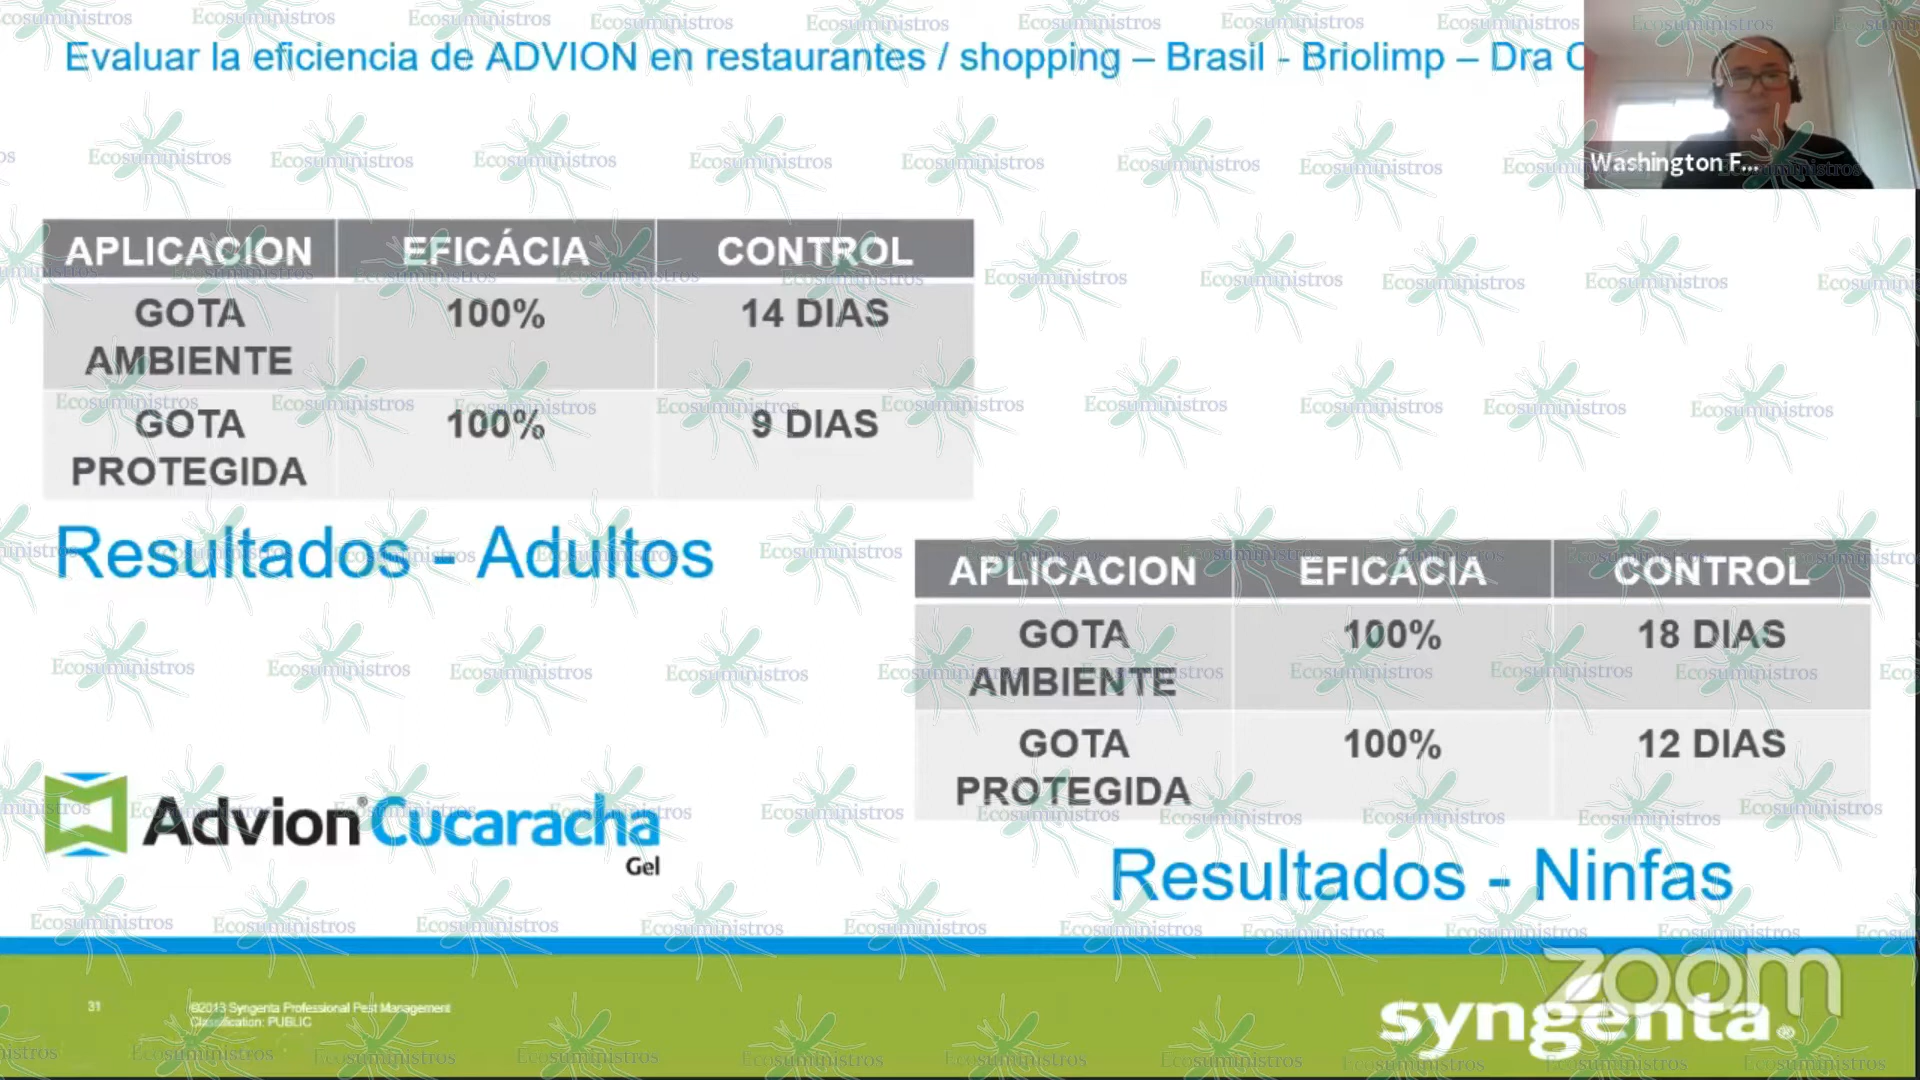 Evaluar la eficiencia de ADVION en restaurantes / shopping – Brasil - Briolimp – Dra
Washington F...
APLICACION EFICÁCIA CONTROL
GOTA AMBIENTE 100% 14 DIAS
GOTA PROTEGIDA 100% 9 DIAS
Resultados - Adultos
APLICACION EFICÁCIA CONTROL
GOTA AMBIENTE 100% 18 DIAS
GOTA PROTEGIDA 100% 12 DIAS
Resultados - Ninfas
Advion® Cucaracha
Gel
31
©2013 Syngenta Professional Pest Management
Classification: PUBLIC
zoom
syngenta®
Ecosuministros